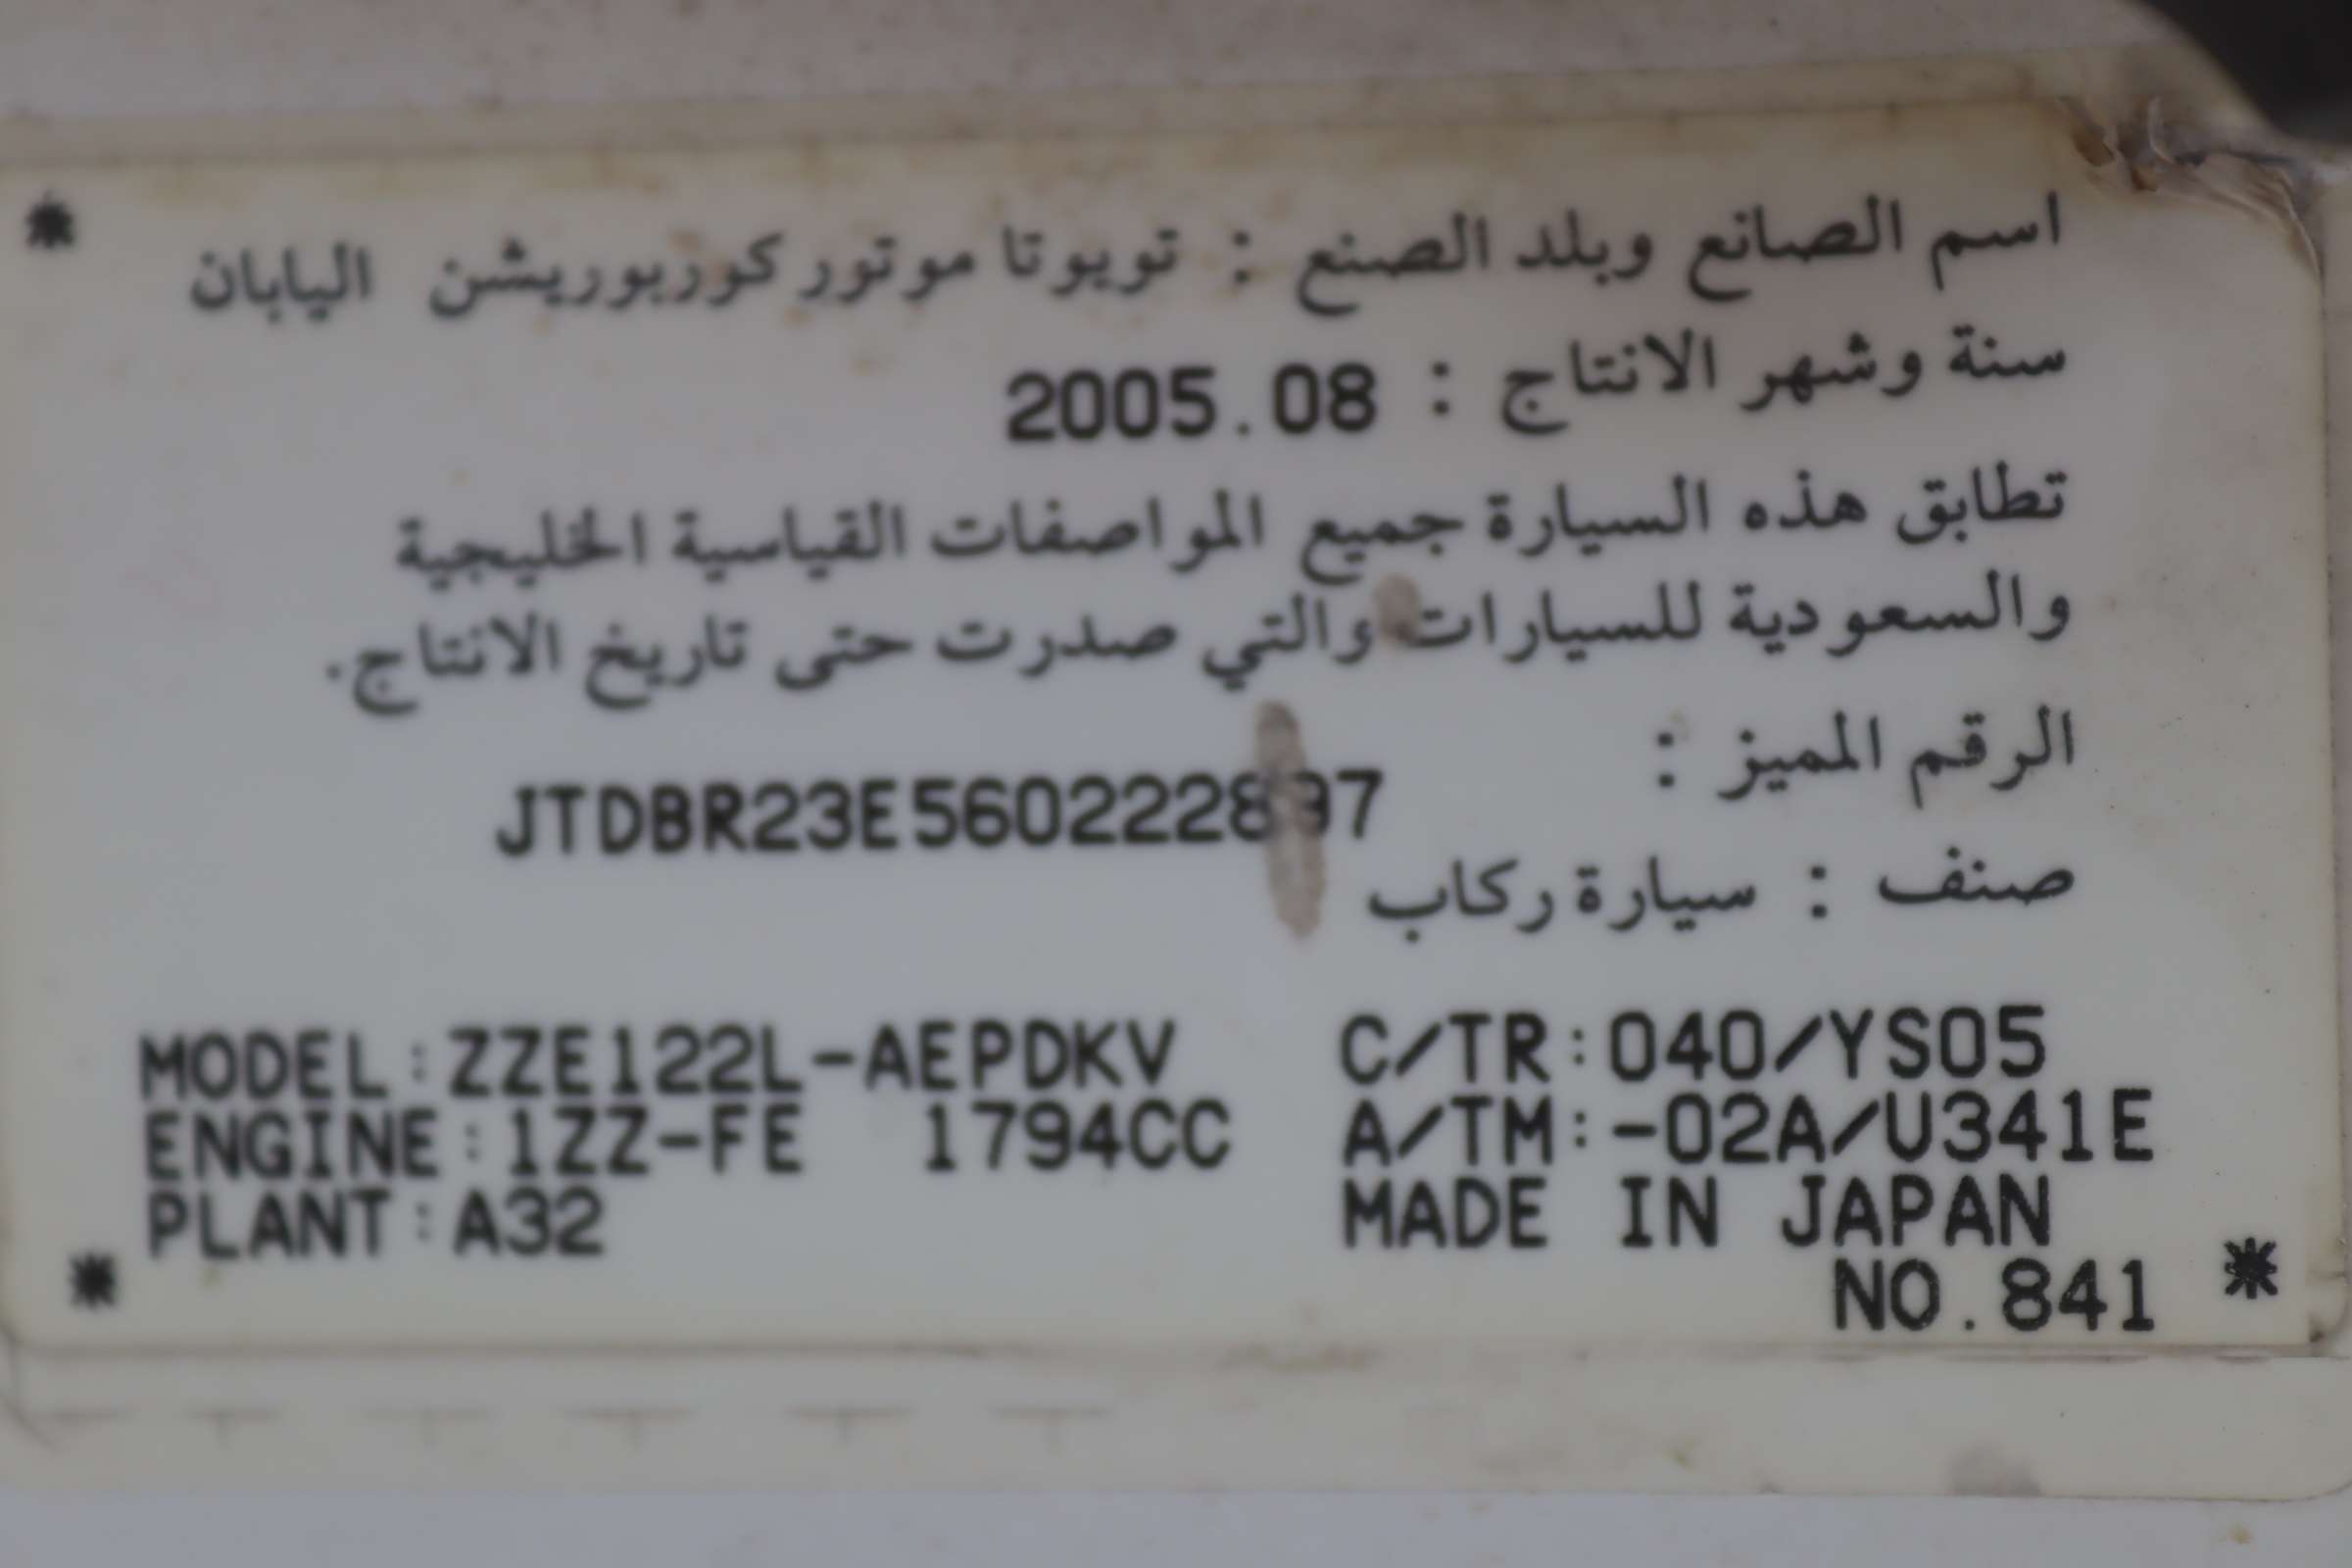 اسم الصانع وبلد الصنع : تويوتا موتور كوربوريشن اليابان
سنة وشهر الانتاج : 2005.08
تطابق هذه السيارة جميع المواصفات القياسية الخليجية
والسعودية للسيارات والتي صدرت حتى تاريخ الانتاج.
الرقم المميز :
JTDBR23E560222897
صنف : سيارة ركاب
MODEL:ZZE122L-AEPDKV C/TR:040/YS05
ENGINE:1ZZ-FE 1794CC A/TM:-02A/U341E
PLANT:A32 MADE IN JAPAN
NO.841